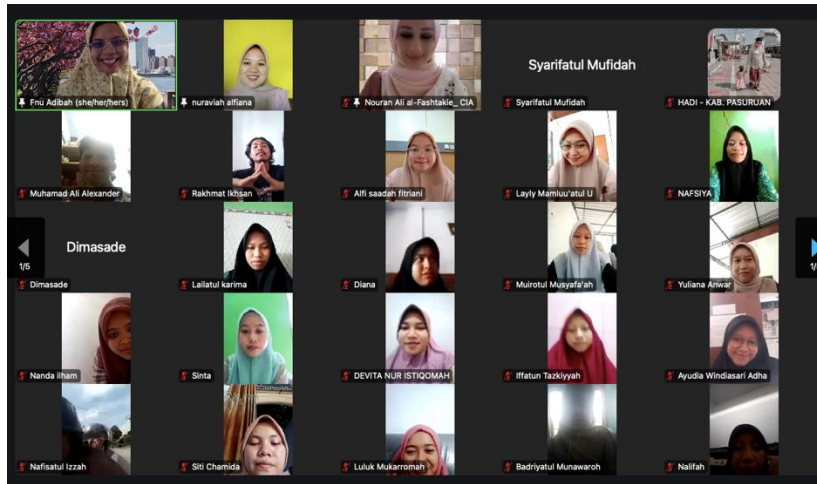 Fnu Adibah (she/her/hers)
nuraviah alfiana
Nouran Ali al-Fashtakie_ CIA
Syarifatul Mufidah
Syarifatul Mufidah
HADI - KAB. PASURUAN
Muhamad Ali Alexander
Rakhmat Ikhsan
Alfi saadah fitriani
Layly Mamluu'atul U
NAFSIYA
1/5
Dimasade
Dimasade
Lailatul karima
Diana
Muirotul Musyafa'ah
Yuliana Anwar
Nanda ilham
Sinta
DEVITA NUR ISTIQOMAH
Iffatun Tazkiyyah
Ayudia Windiasari Adha
Nafisatul Izzah
Siti Chamida
Luluk Mukarromah
Badriyatul Munawaroh
Nalifah